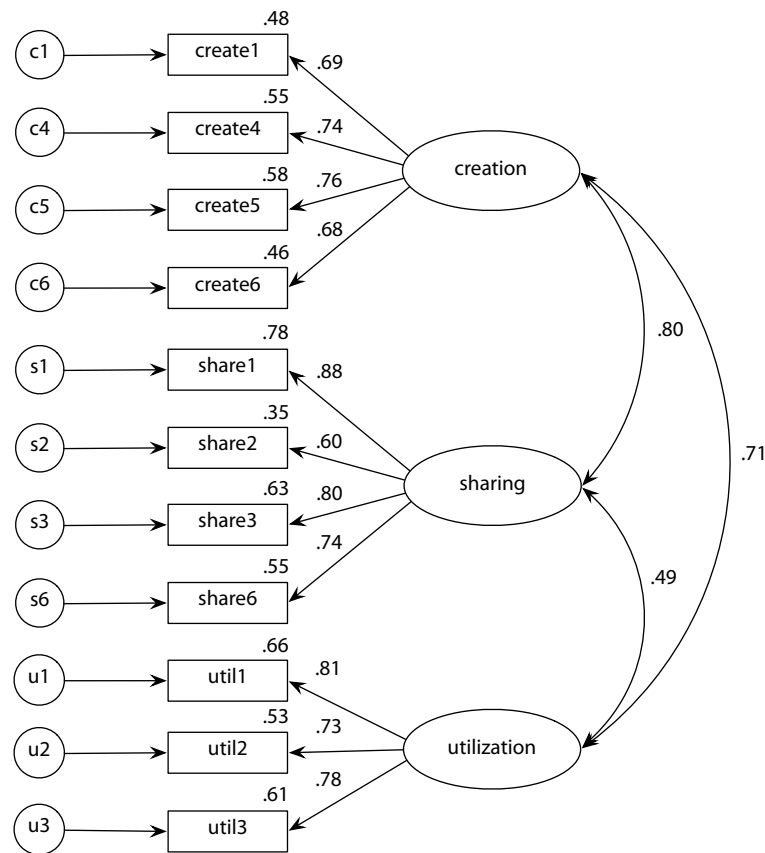 .48
c1 create1 .69
.55
c4 create4 .74
creation
.58
c5 create5 .76
.46
c6 create6 .68
.78
.80
s1 share1 .88
.35
s2 share2 .60
.71
sharing
.63
s3 share3 .80
.55
s6 share6 .74
.49
.66
u1 util1 .81
.53
u2 util2 .73
utilization
.61
u3 util3 .78